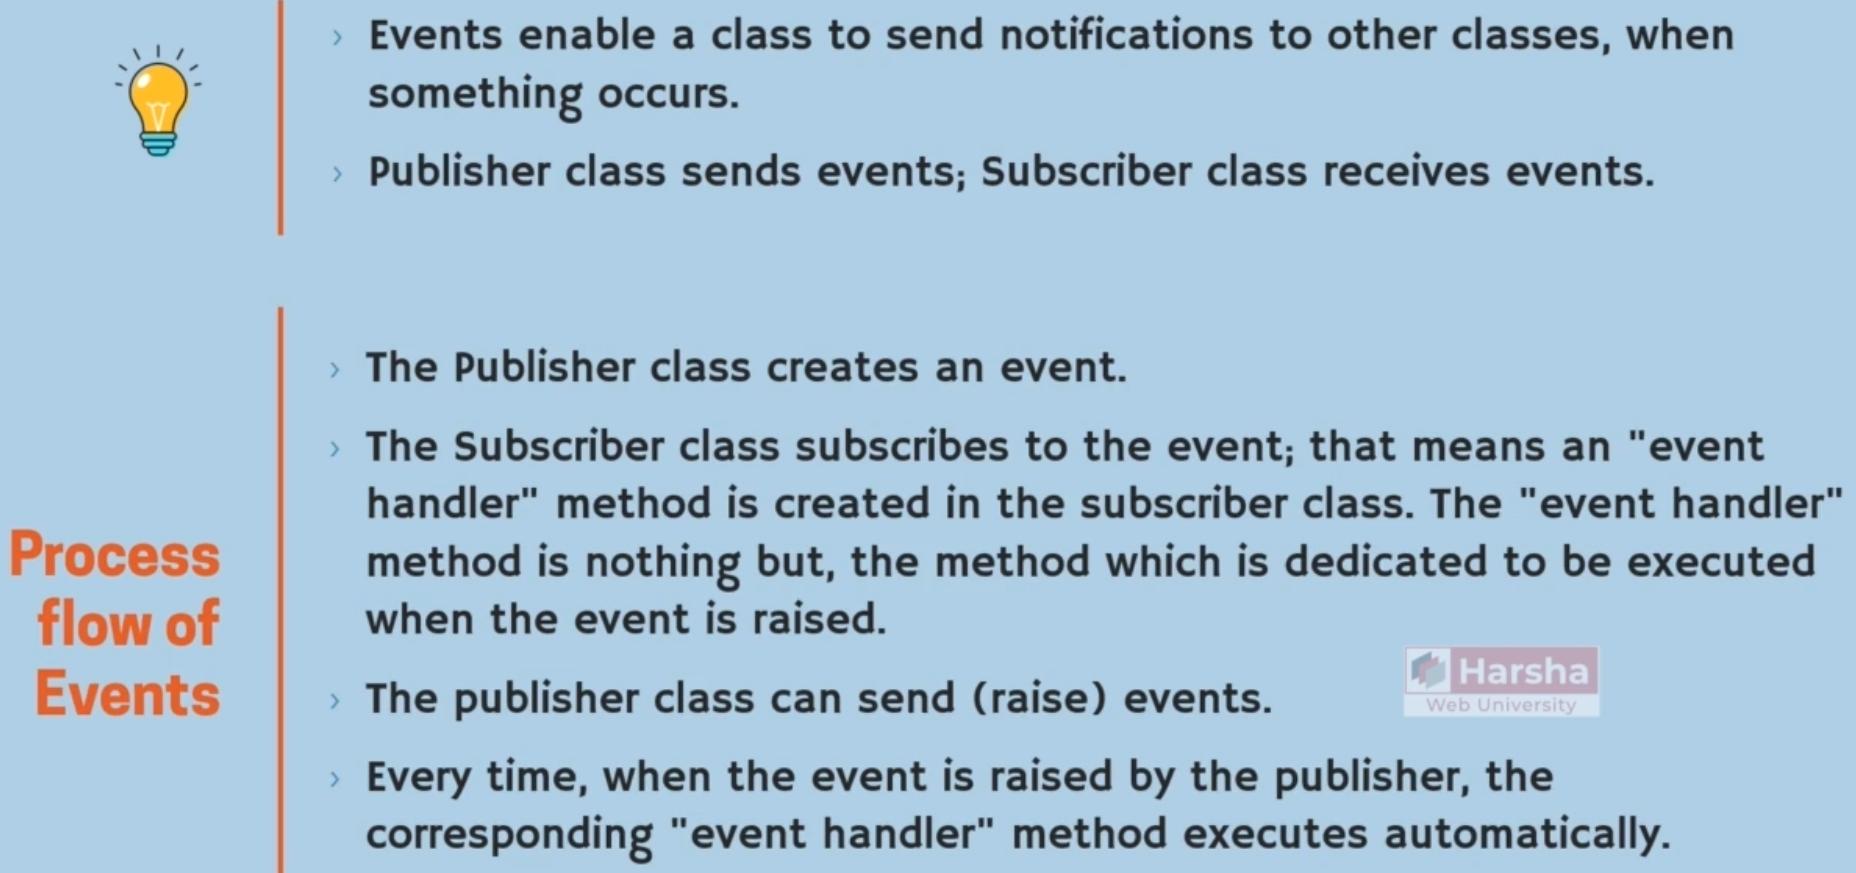 Events enable a class to send notifications to other classes, when
something occurs.
Publisher class sends events; Subscriber class receives events.
Process
flow of
Events
The Publisher class creates an event.
The Subscriber class subscribes to the event; that means an "event
handler" method is created in the subscriber class. The "event handler"
method is nothing but, the method which is dedicated to be executed
when the event is raised.
The publisher class can send (raise) events.
Every time, when the event is raised by the publisher, the
corresponding "event handler" method executes automatically.
Harsha
Web University